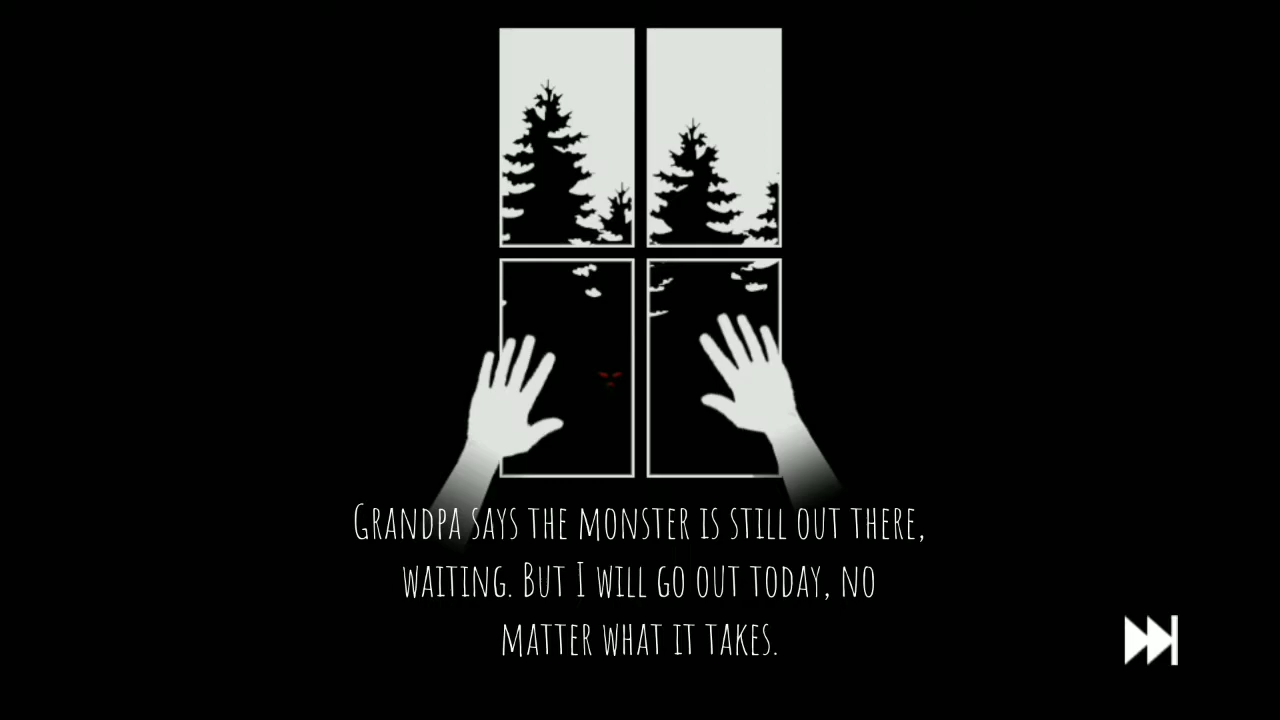 Grandpa says the monster is still out there,
waiting. But I will go out today, no
matter what it takes.